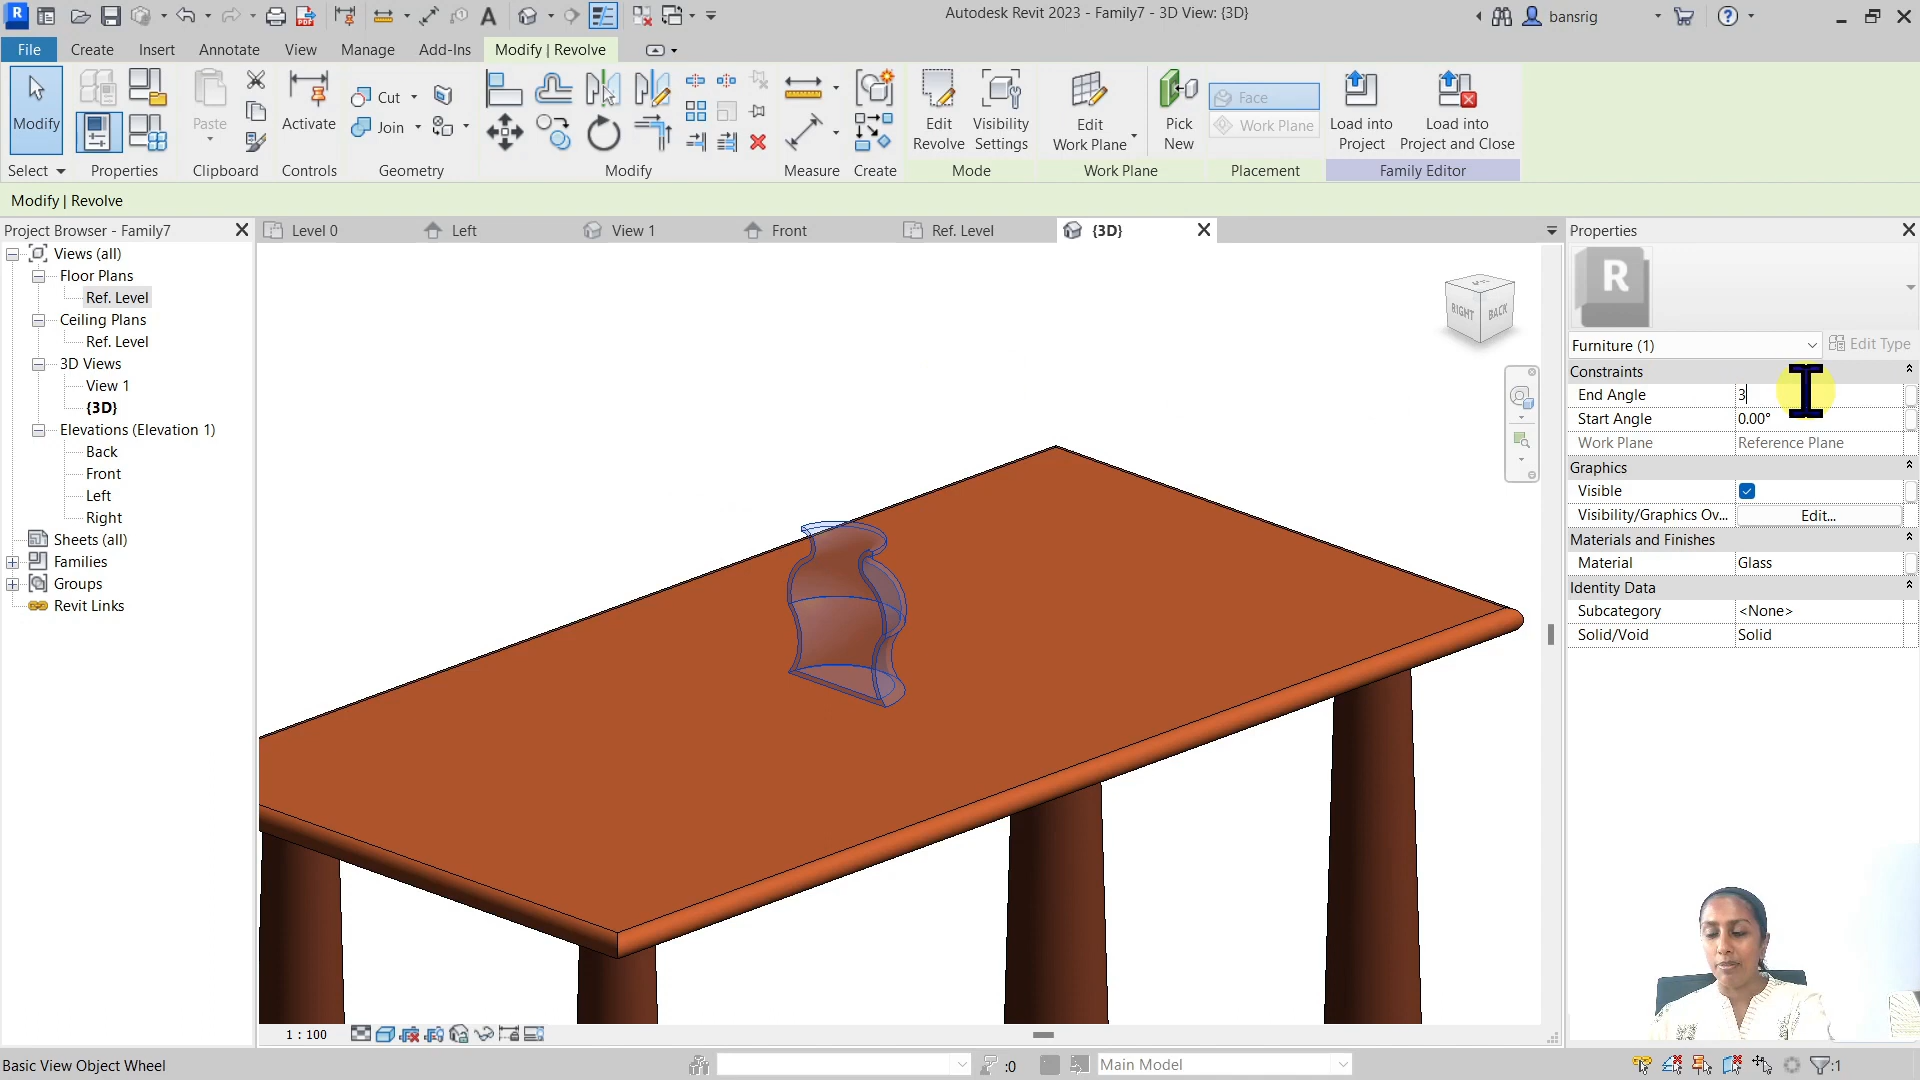 Autodesk Revit 2023 - Family7 - 3D View: {3D}
bansrig
File
Create
Insert
Annotate
View
Manage
Add-Ins
Modify | Revolve
Modify
Paste
Activate
Cut
Join
Edit Revolve
Visibility Settings
Edit Work Plane
Pick New
Face
Work Plane
Load into Project
Load into Project and Close
Select
Properties
Clipboard
Controls
Geometry
Modify
Measure
Create
Mode
Work Plane
Placement
Family Editor
Modify | Revolve
Project Browser - Family7
Views (all)
Floor Plans
Ref. Level
Ceiling Plans
Ref. Level
3D Views
View 1
{3D}
Elevations (Elevation 1)
Back
Front
Left
Right
Sheets (all)
Families
Groups
Revit Links
Level 0
Left
View 1
Front
Ref. Level
{3D}
RIGHT
BACK
Properties
R
Furniture (1)
Edit Type
Constraints
End Angle 3
Start Angle 0.00°
Work Plane Reference Plane
Graphics
Visible
Visibility/Graphics Ov... Edit...
Materials and Finishes
Material Glass
Identity Data
Subcategory <None>
Solid/Void Solid
1 : 100
Basic View Object Wheel
:0
Main Model
:1